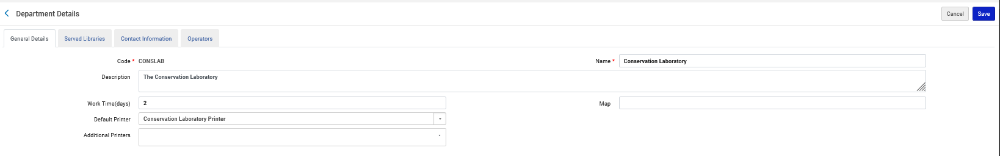 Department Details
Cancel Save
General Details Served Libraries Contact Information Operators
Code * CONSLAB Name * Conservation Laboratory
Description The Conservation Laboratory
Work Time(days) 2 Map
Default Printer Conservation Laboratory Printer
Additional Printers